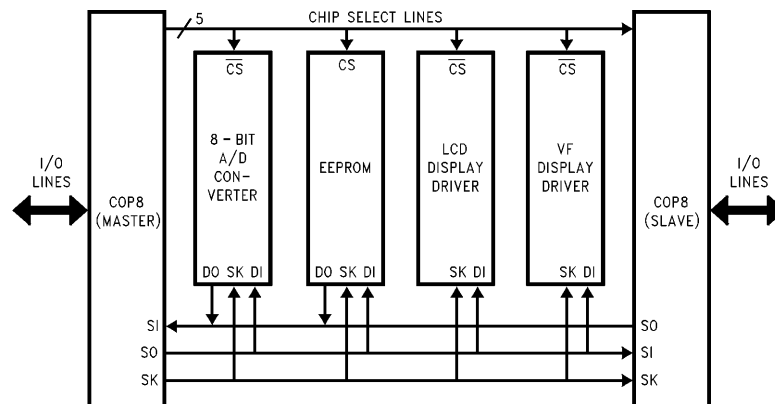 5 CHIP SELECT LINES
CS CS CS CS
8-BIT
A/D
CON-
VERTER
EEPROM
LCD
DISPLAY
DRIVER
VF
DISPLAY
DRIVER
I/O
LINES
COP8
(MASTER)
COP8
(SLAVE)
I/O
LINES
DO SK DI DO SK DI SK DI SK DI
SI SO
SO SI
SK SK